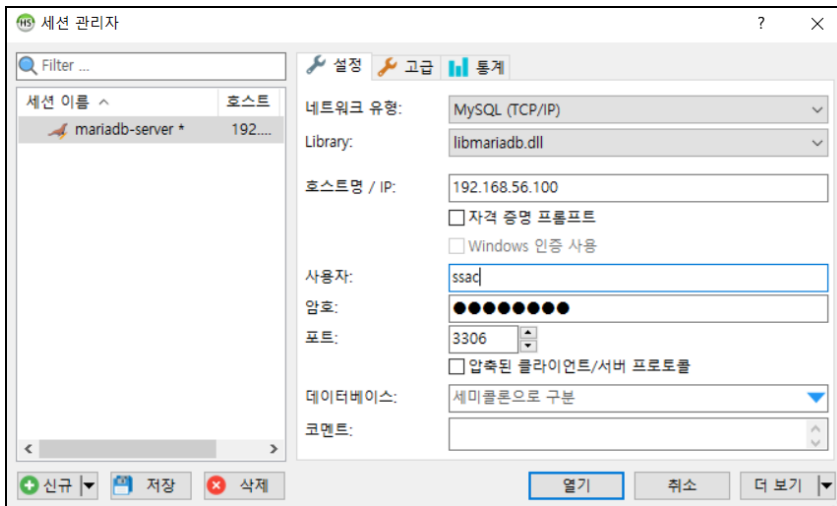 HS 세션 관리자 ?
Filter ...
세션 이름 호스트
mariadb-server * 192....
설정 고급 통계
네트워크 유형: MySQL (TCP/IP)
Library: libmariadb.dll
호스트명 / IP: 192.168.56.100
자격 증명 프롬프트
Windows 인증 사용
사용자: ssac
암호: ●●●●●●●●
포트: 3306
압축된 클라이언트/서버 프로토콜
데이터베이스: 세미콜론으로 구분
코멘트:
신규 저장 삭제 열기 취소 더 보기